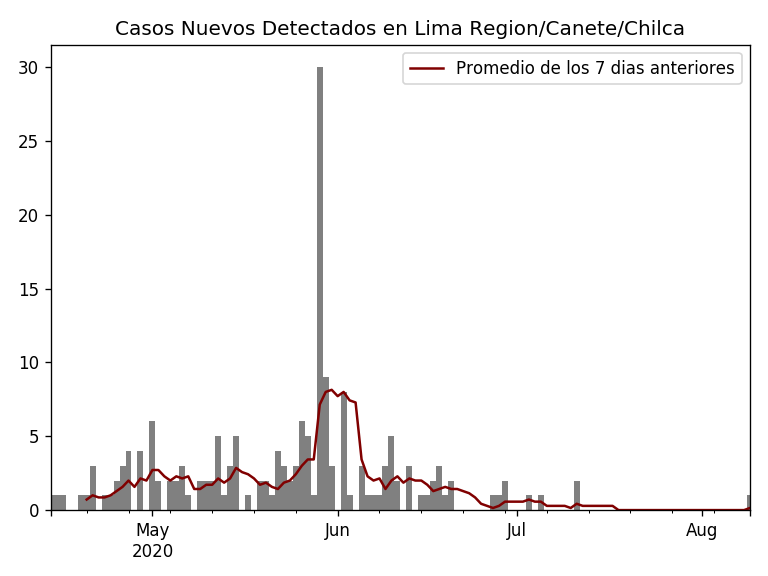 Casos Nuevos Detectados en Lima Region/Canete/Chilca
Promedio de los 7 dias anteriores
30
25
20
15
10
5
0
May
2020
Jun
Jul
Aug